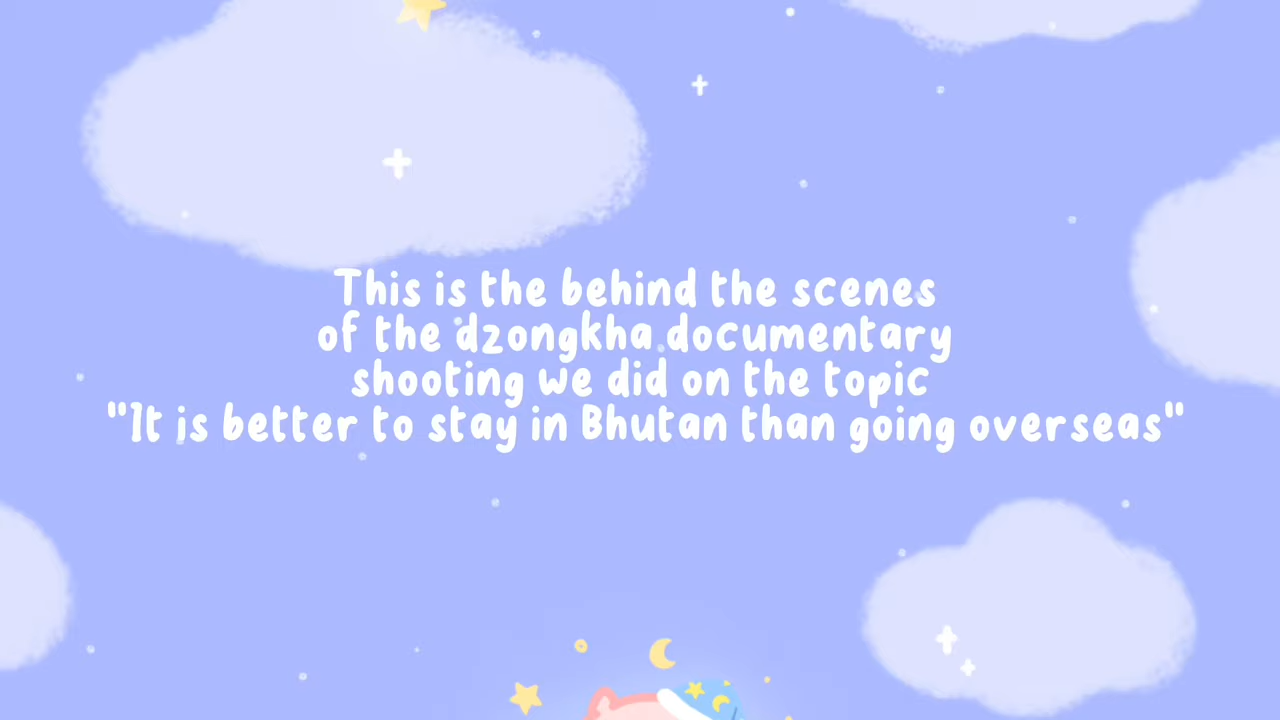 This is the behind the scenes
of the dzongkha documentary
shooting we did on the topic
"It is better to stay in Bhutan than going overseas"